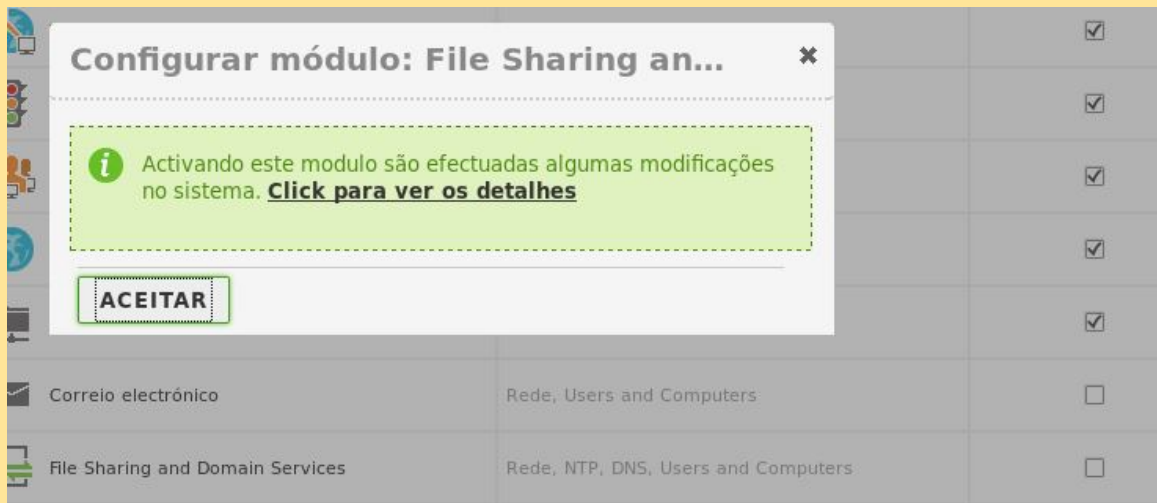 Configurar módulo: File Sharing an...
Activando este modulo são efectuadas algumas modificações
no sistema. Click para ver os detalhes
ACEITAR
Correio electrónico Rede, Users and Computers
File Sharing and Domain Services Rede, NTP, DNS, Users and Computers